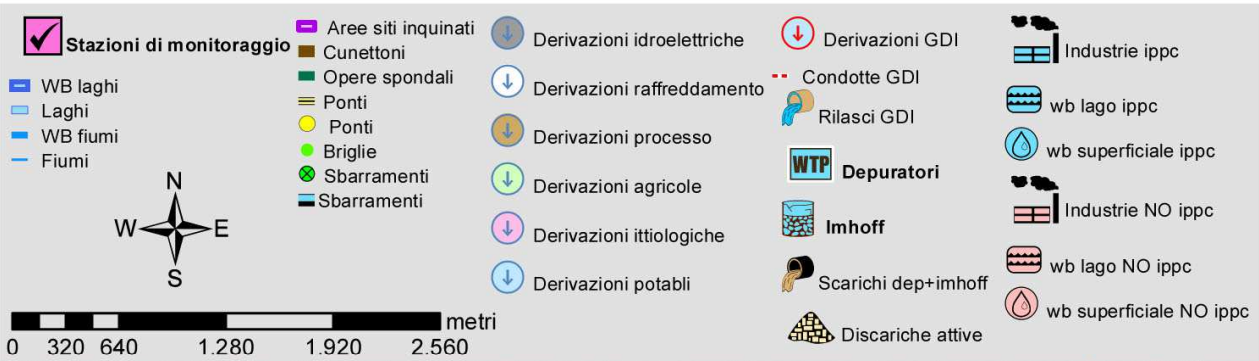 Stazioni di monitoraggio
WB laghi
Laghi
WB fiumi
Fiumi
N
W
E
S
0 320 640 1.280 1.920 2.560
metri
Aree siti inquinati
Cunettoni
Opere spondali
Ponti
Ponti
Briglie
Sbarramenti
Sbarramenti
Derivazioni idroelettriche
Derivazioni raffreddamento
Derivazioni processo
Derivazioni agricole
Derivazioni ittiologiche
Derivazioni potabili
Derivazioni GDI
Condotte GDI
Rilasci GDI
WTP Depuratori
Imhoff
Scarichi dep+imhoff
Discariche attive
Industrie ippc
wb lago ippc
wb superficiale ippc
Industrie NO ippc
wb lago NO ippc
wb superficiale NO ippc